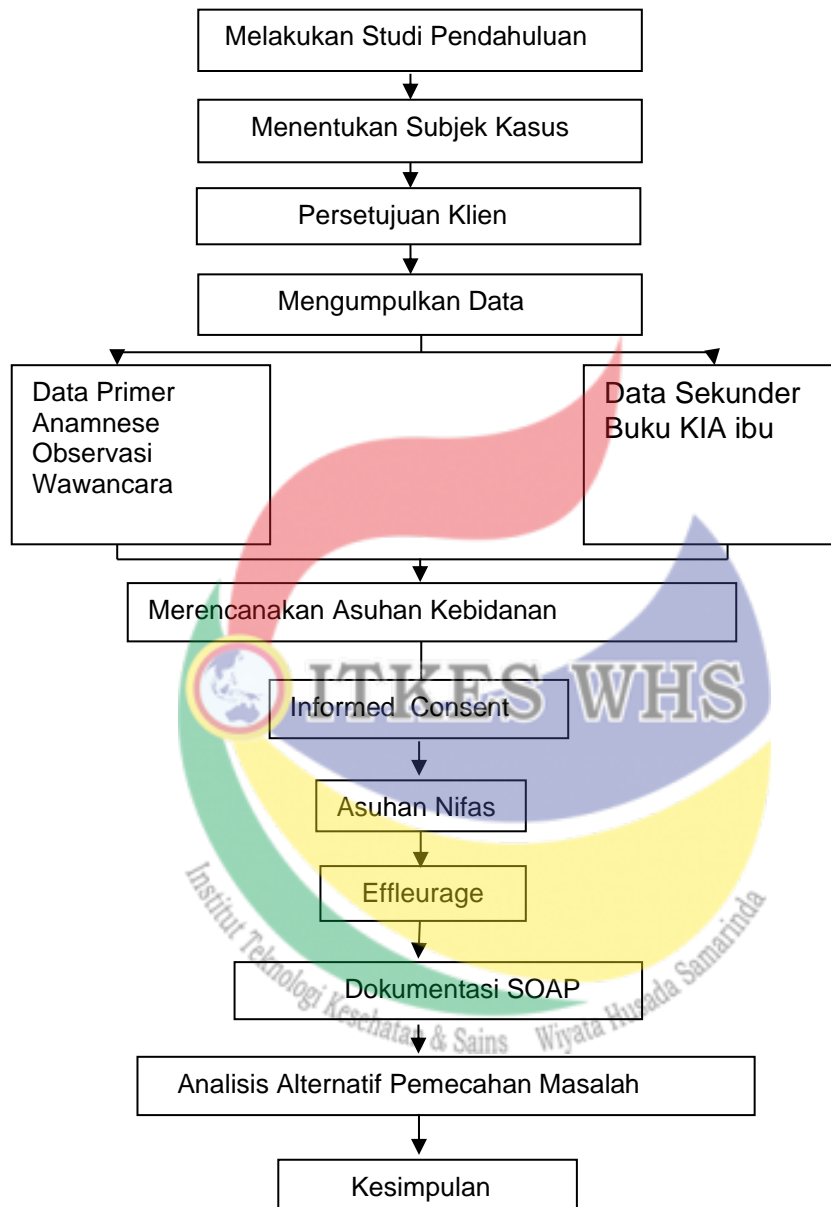 Melakukan Studi Pendahuluan
Menentukan Subjek Kasus
Persetujuan Klien
Mengumpulkan Data
Data Primer
Anamnese
Observasi
Wawancara
Data Sekunder
Buku KIA ibu
Merencanakan Asuhan Kebidanan
ITKES WHS
Informed Consent
Asuhan Nifas
Effleurage
Dokumentasi SOAP
Institut Teknologi Kesehatan & Sains Wiyata Husada Samarinda
Analisis Alternatif Pemecahan Masalah
Kesimpulan